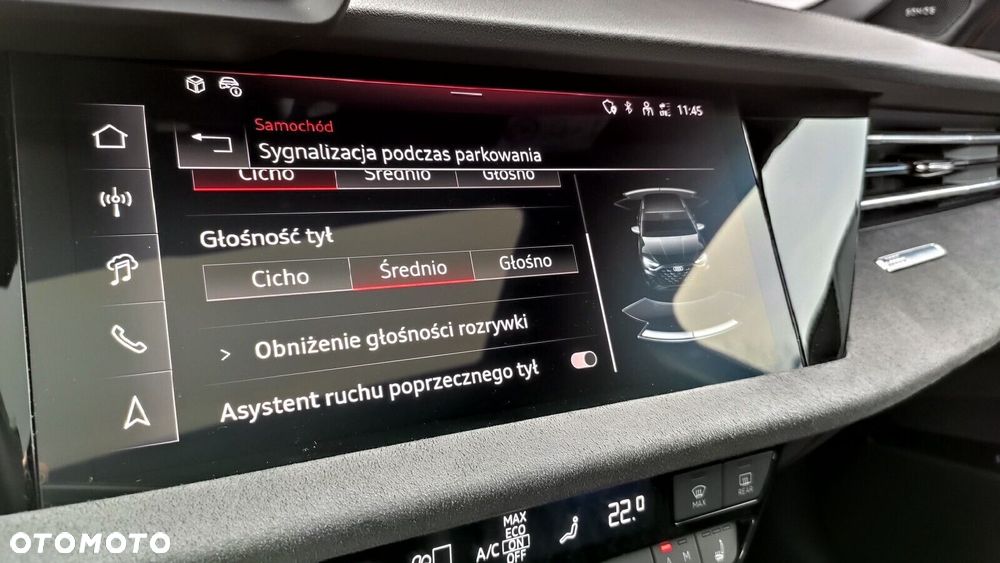 SONOS
11:45
Samochód
Sygnalizacja podczas parkowania
Cicho Średnio Głośno
Głośność tył
Cicho Średnio Głośno
> Obniżenie głośności rozrywki
Asystent ruchu poprzecznego tył
MAX
REAR
22.0
MAX
ECO
A/C ON
OFF
A M
OTOMOTO